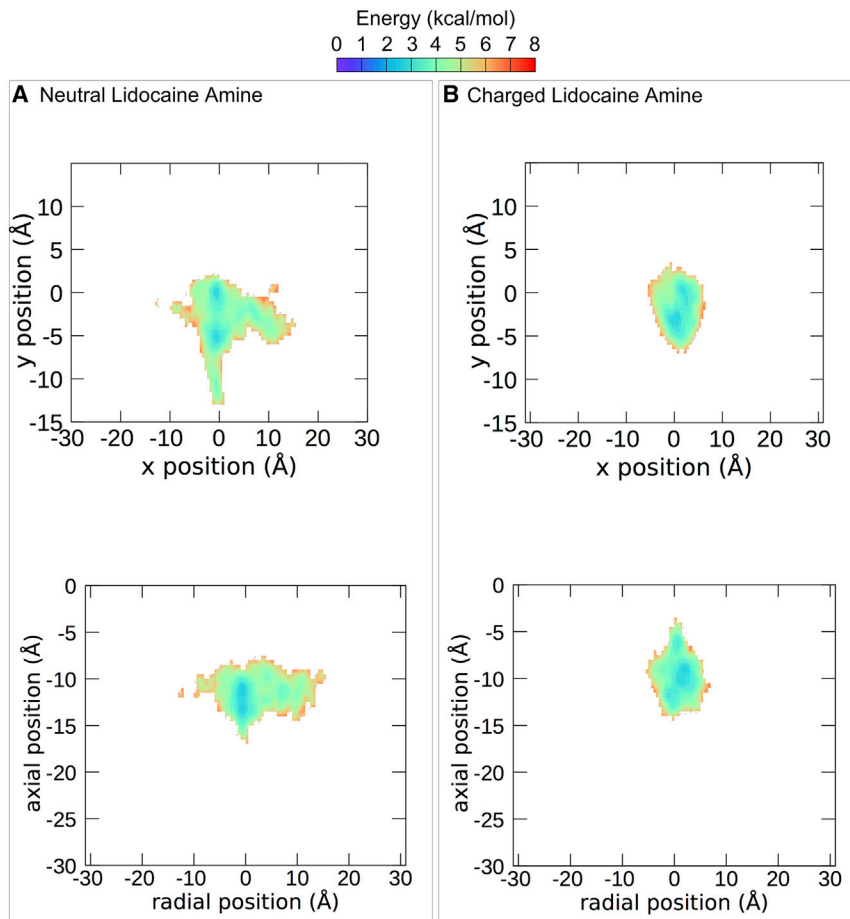 Energy (kcal/mol)
0 1 2 3 4 5 6 7 8
A Neutral Lidocaine Amine
B Charged Lidocaine Amine
10
5
0
-5
-10
-15
y position (Å)
-30 -20 -10 0 10 20 30
x position (Å)
10
5
0
-5
-10
-15
y position (Å)
-30 -20 -10 0 10 20 30
x position (Å)
0
-5
-10
-15
-20
-25
-30
axial position (Å)
-30 -20 -10 0 10 20 30
radial position (Å)
0
-5
-10
-15
-20
-25
-30
axial position (Å)
-30 -20 -10 0 10 20 30
radial position (Å)